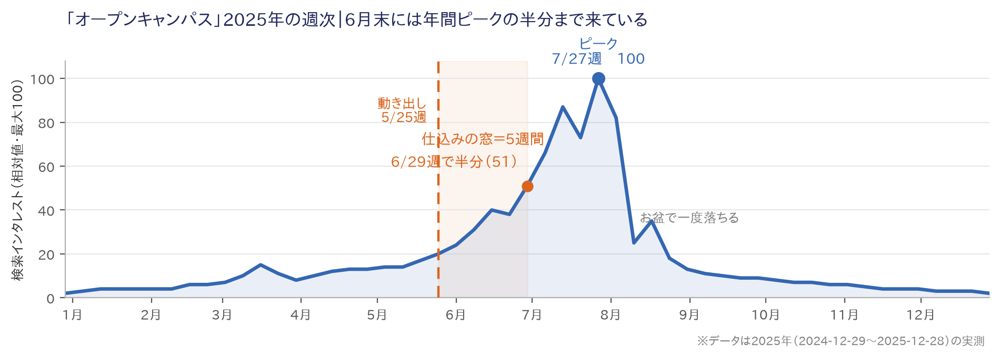 「オープンキャンパス」2025年の週次|6月末には年間ピークの半分まで来ている
ピーク
7/27週　100
検索インタレスト(相対値・最大100)
100
80
60
40
20
0
動き出し
5/25週
仕込みの窓=5週間
6/29週で半分(51)
お盆で一度落ちる
1月 2月 3月 4月 5月 6月 7月 8月 9月 10月 11月 12月
※データは2025年(2024-12-29〜2025-12-28)の実測